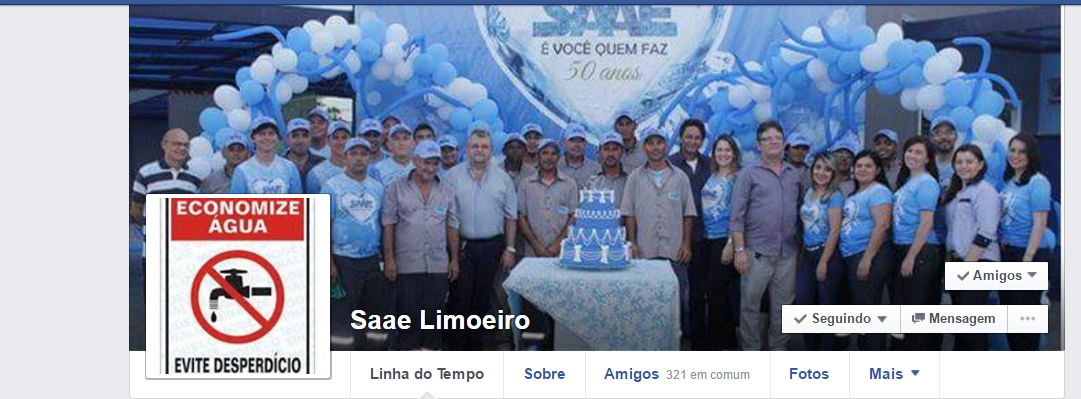 SAAE
É VOCÊ QUEM FAZ
50 anos
SAAE
ECONOMIZE
ÁGUA
EVITE DESPERDÍCIO
Saae Limoeiro
Amigos
Seguindo
Mensagem
Linha do Tempo
Sobre
Amigos 321 em comum
Fotos
Mais